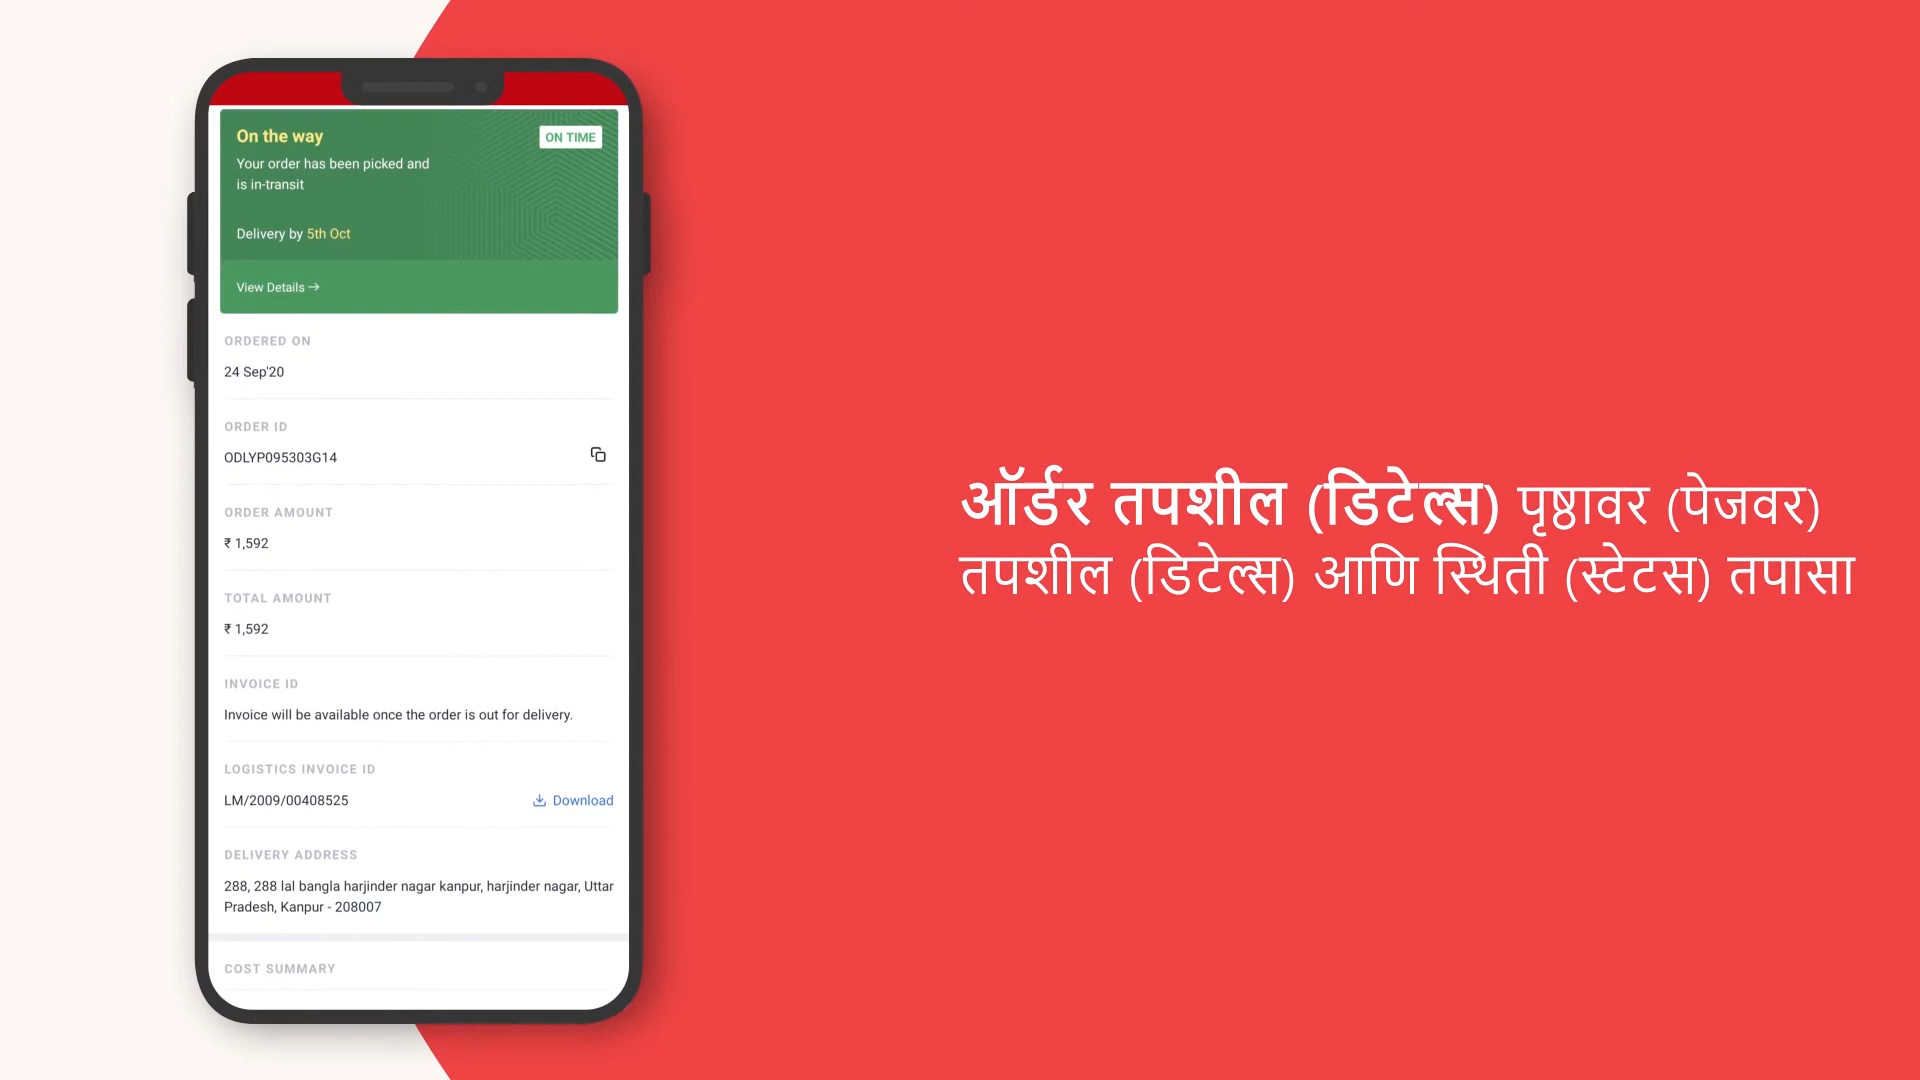 On the way
ON TIME
Your order has been picked and
is in-transit
Delivery by 5th Oct
View Details →
ORDERED ON
24 Sep'20
ORDER ID
ODLYP095303G14
ORDER AMOUNT
₹ 1,592
TOTAL AMOUNT
₹ 1,592
INVOICE ID
Invoice will be available once the order is out for delivery.
LOGISTICS INVOICE ID
LM/2009/00408525
Download
DELIVERY ADDRESS
288, 288 lal bangla harjinder nagar kanpur, harjinder nagar, Uttar
Pradesh, Kanpur - 208007
COST SUMMARY
ऑर्डर तपशील (डिटेल्स) पृष्ठावर (पेजवर)
तपशील (डिटेल्स) आणि स्थिती (स्टेटस) तपासा